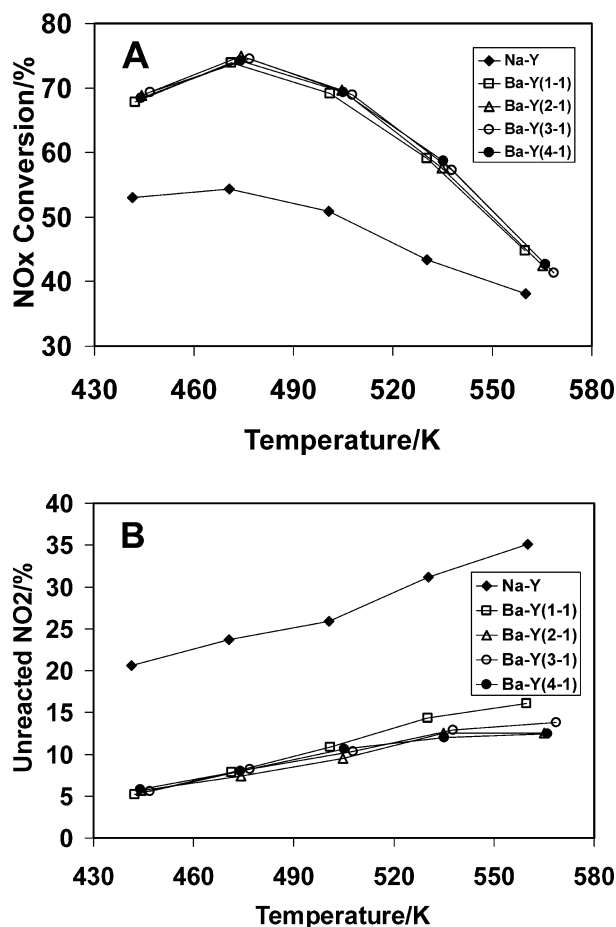 A
NOx Conversion/%
80
70
60
50
40
30
430
460
490
520
550
580
Temperature/K
Na-Y
Ba-Y(1-1)
Ba-Y(2-1)
Ba-Y(3-1)
Ba-Y(4-1)
B
Unreacted NO2/%
40
35
30
25
20
15
10
5
0
430
460
490
520
550
580
Temperature/K
Na-Y
Ba-Y(1-1)
Ba-Y(2-1)
Ba-Y(3-1)
Ba-Y(4-1)